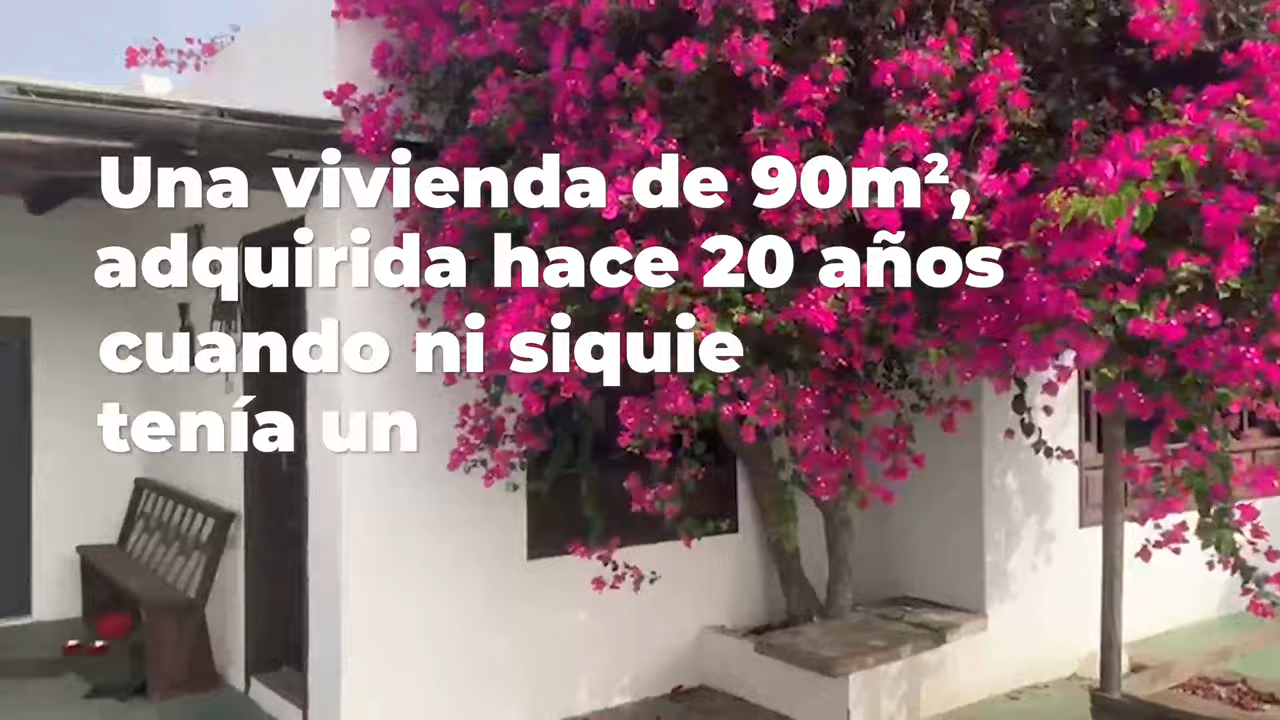 Una vivienda de 90m²,
adquirida hace 20 años
cuando ni siquie
tenía un